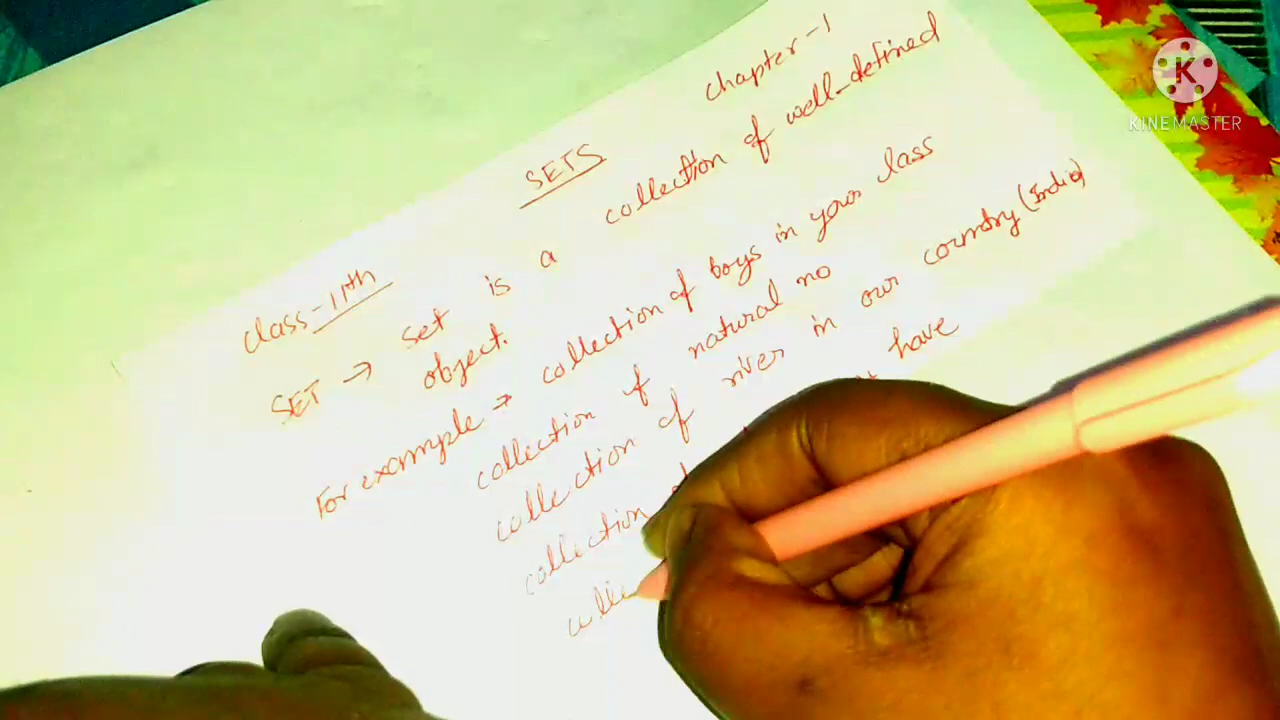 chapter-1
SETS
class-11th
SET → Set is a collection of well-defined
object.
For example → collection of boys in your class
collection of natural no
collection of river in our country (India)
collection have
colle
K
KINEMASTER